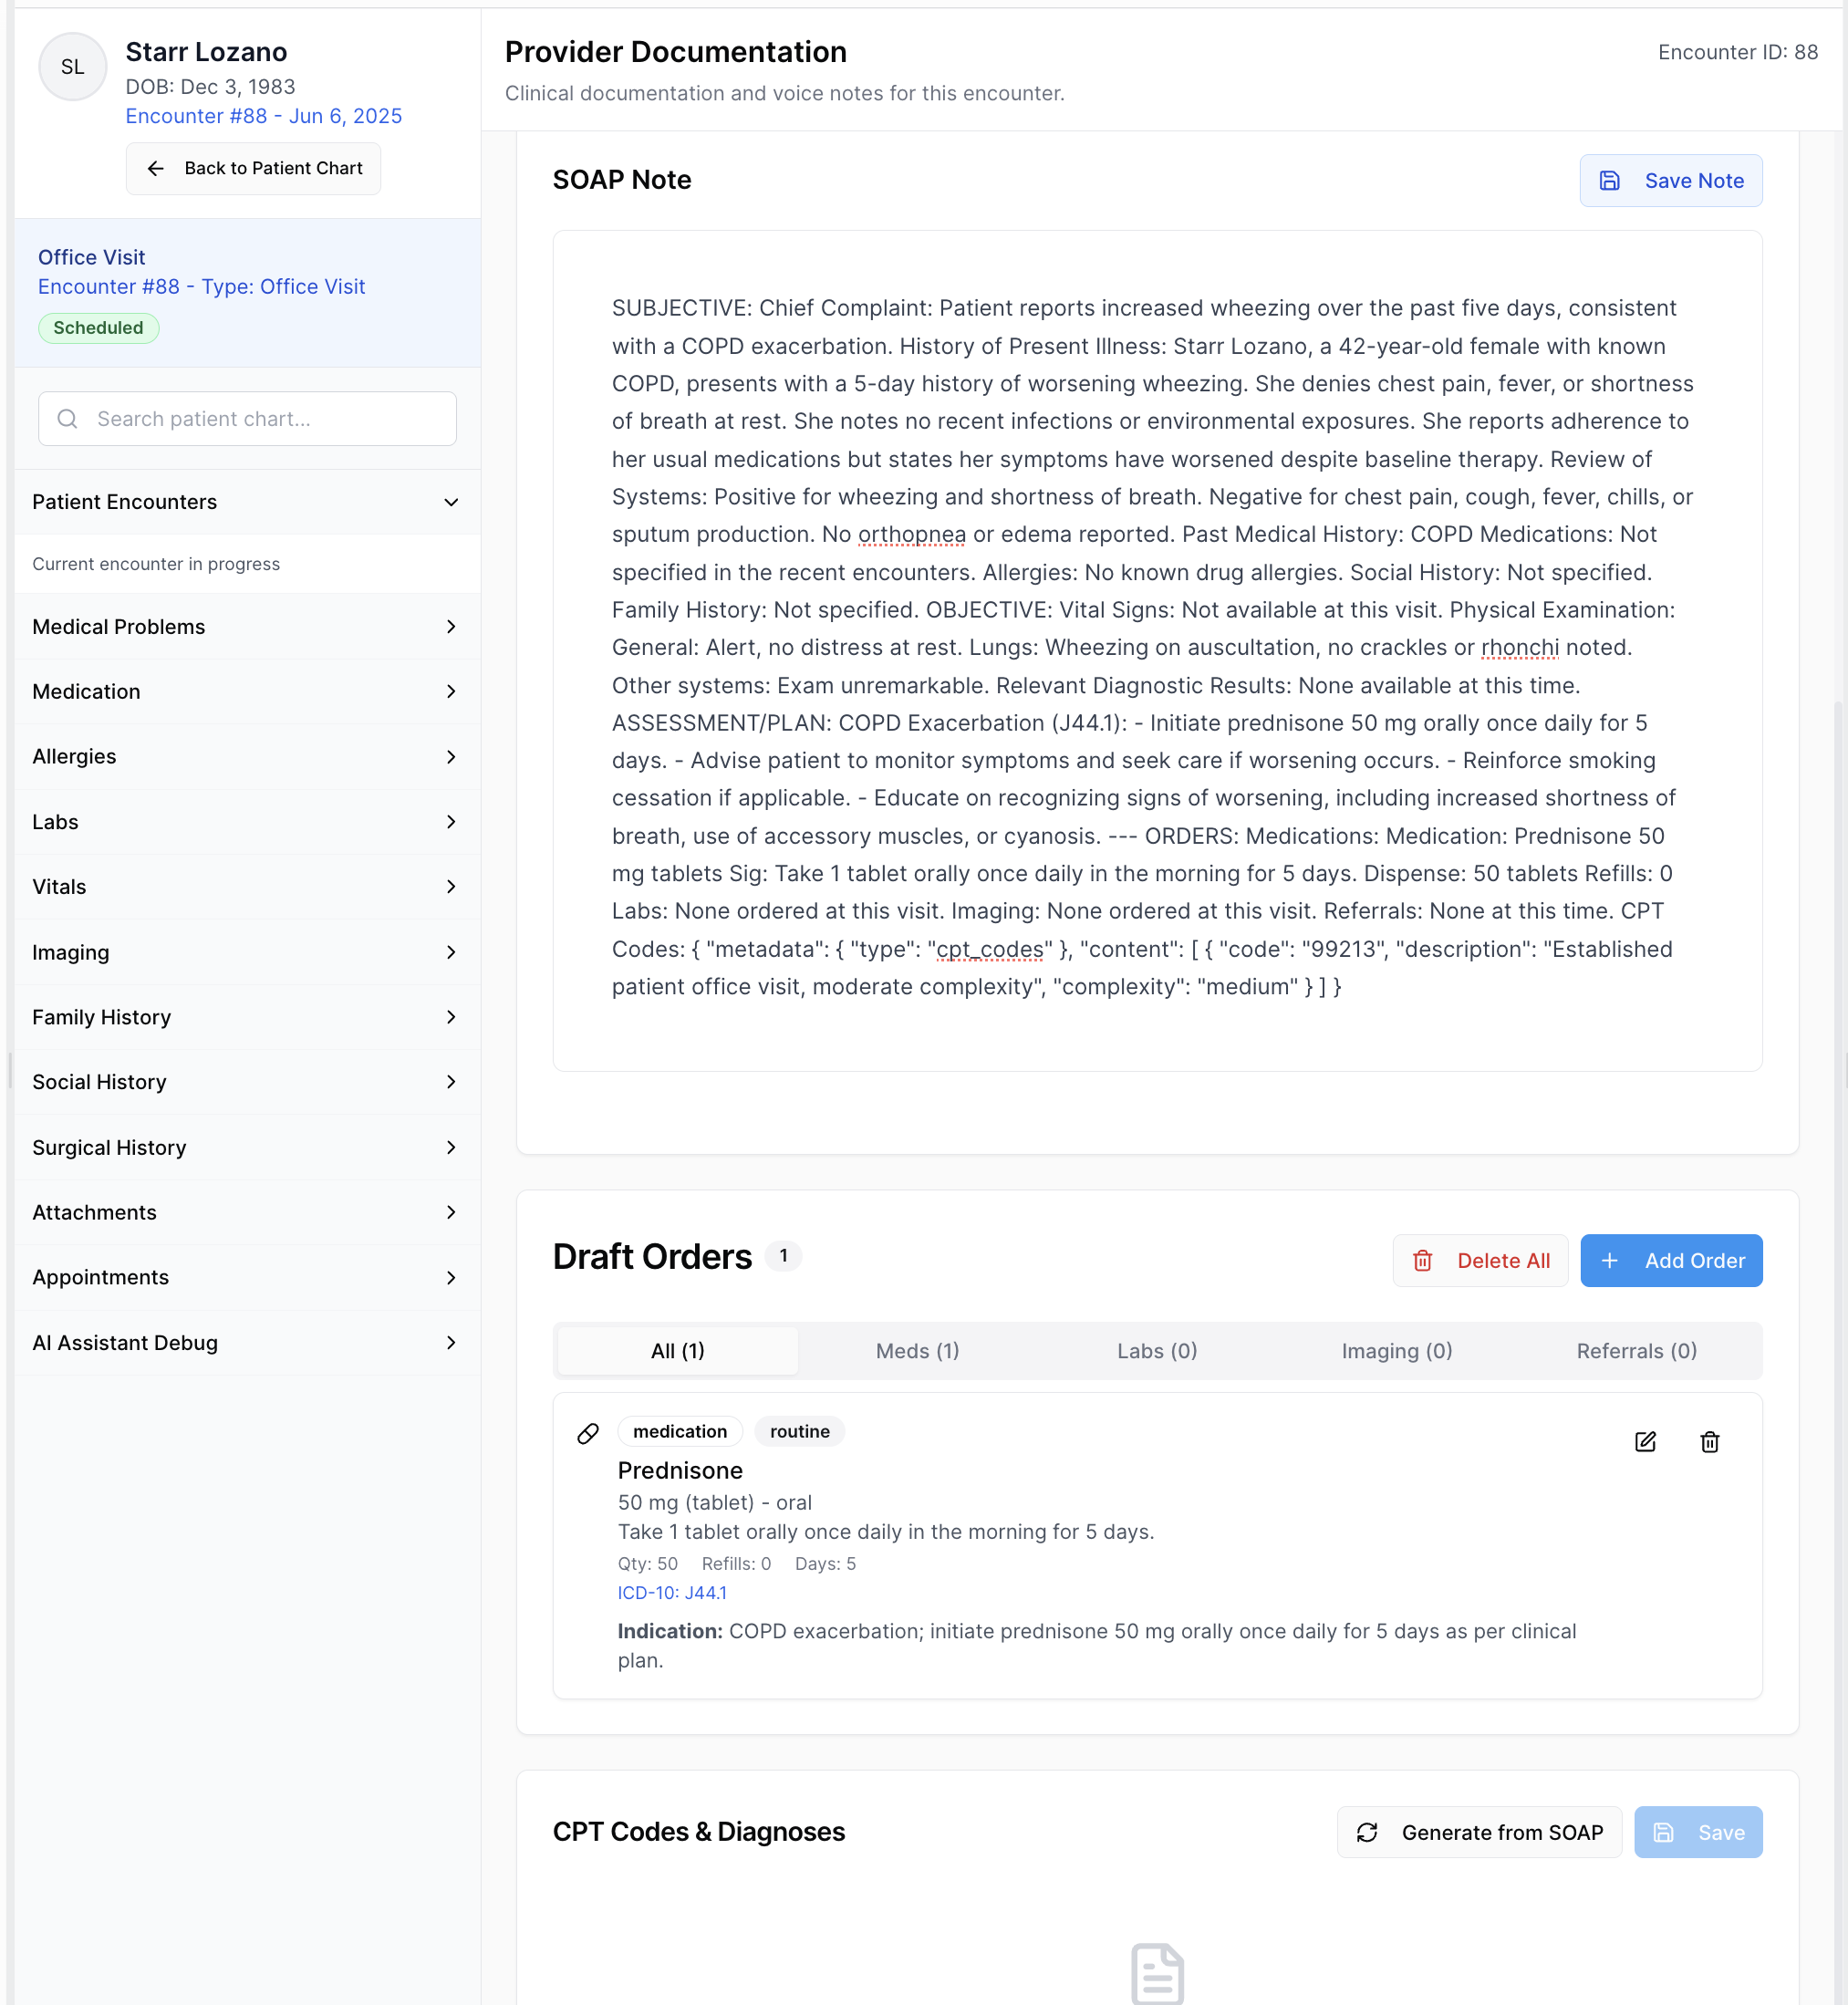 SL
Starr Lozano
DOB: Dec 3, 1983
Encounter #88 - Jun 6, 2025
Back to Patient Chart
Office Visit
Encounter #88 - Type: Office Visit
Scheduled
Search patient chart...
Patient Encounters
Current encounter in progress
Medical Problems
Medication
Allergies
Labs
Vitals
Imaging
Family History
Social History
Surgical History
Attachments
Appointments
AI Assistant Debug
Provider Documentation
Encounter ID: 88
Clinical documentation and voice notes for this encounter.
SOAP Note
Save Note
SUBJECTIVE: Chief Complaint: Patient reports increased wheezing over the past five days, consistent
with a COPD exacerbation. History of Present Illness: Starr Lozano, a 42-year-old female with known
COPD, presents with a 5-day history of worsening wheezing. She denies chest pain, fever, or shortness
of breath at rest. She notes no recent infections or environmental exposures. She reports adherence to
her usual medications but states her symptoms have worsened despite baseline therapy. Review of
Systems: Positive for wheezing and shortness of breath. Negative for chest pain, cough, fever, chills, or
sputum production. No orthopnea or edema reported. Past Medical History: COPD Medications: Not
specified in the recent encounters. Allergies: No known drug allergies. Social History: Not specified.
Family History: Not specified. OBJECTIVE: Vital Signs: Not available at this visit. Physical Examination:
General: Alert, no distress at rest. Lungs: Wheezing on auscultation, no crackles or rhonchi noted.
Other systems: Exam unremarkable. Relevant Diagnostic Results: None available at this time.
ASSESSMENT/PLAN: COPD Exacerbation (J44.1): - Initiate prednisone 50 mg orally once daily for 5
days. - Advise patient to monitor symptoms and seek care if worsening occurs. - Reinforce smoking
cessation if applicable. - Educate on recognizing signs of worsening, including increased shortness of
breath, use of accessory muscles, or cyanosis. --- ORDERS: Medications: Medication: Prednisone 50
mg tablets Sig: Take 1 tablet orally once daily in the morning for 5 days. Dispense: 50 tablets Refills: 0
Labs: None ordered at this visit. Imaging: None ordered at this visit. Referrals: None at this time. CPT
Codes: { "metadata": { "type": "cpt_codes" }, "content": [ { "code": "99213", "description": "Established
patient office visit, moderate complexity", "complexity": "medium" } ] }
Draft Orders 1
Delete All
Add Order
All (1)
Meds (1)
Labs (0)
Imaging (0)
Referrals (0)
medication routine
Prednisone
50 mg (tablet) - oral
Take 1 tablet orally once daily in the morning for 5 days.
Qty: 50 Refills: 0 Days: 5
ICD-10: J44.1
Indication: COPD exacerbation; initiate prednisone 50 mg orally once daily for 5 days as per clinical
plan.
CPT Codes & Diagnoses
Generate from SOAP
Save